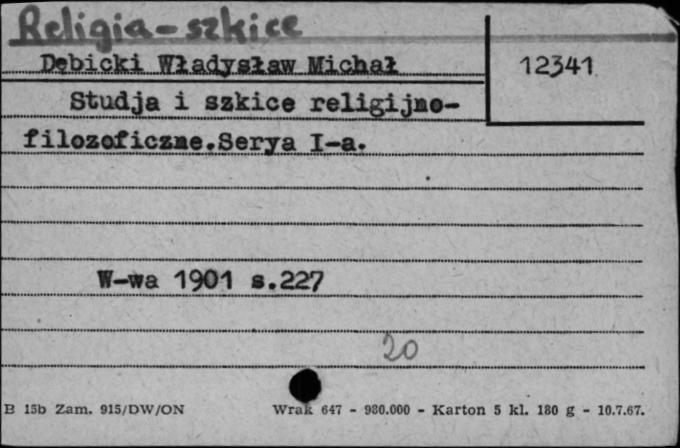 Religia-szkice
Dębicki Władysław Michał
12341
Studja i szkice religijno-
filozoficzne.Serya I-a.
W-wa 1901 s.227
20
B 15b Zam. 915/DW/ON Wrak 647 - 980.000 - Karton 5 kl. 180 g - 10.7.67.